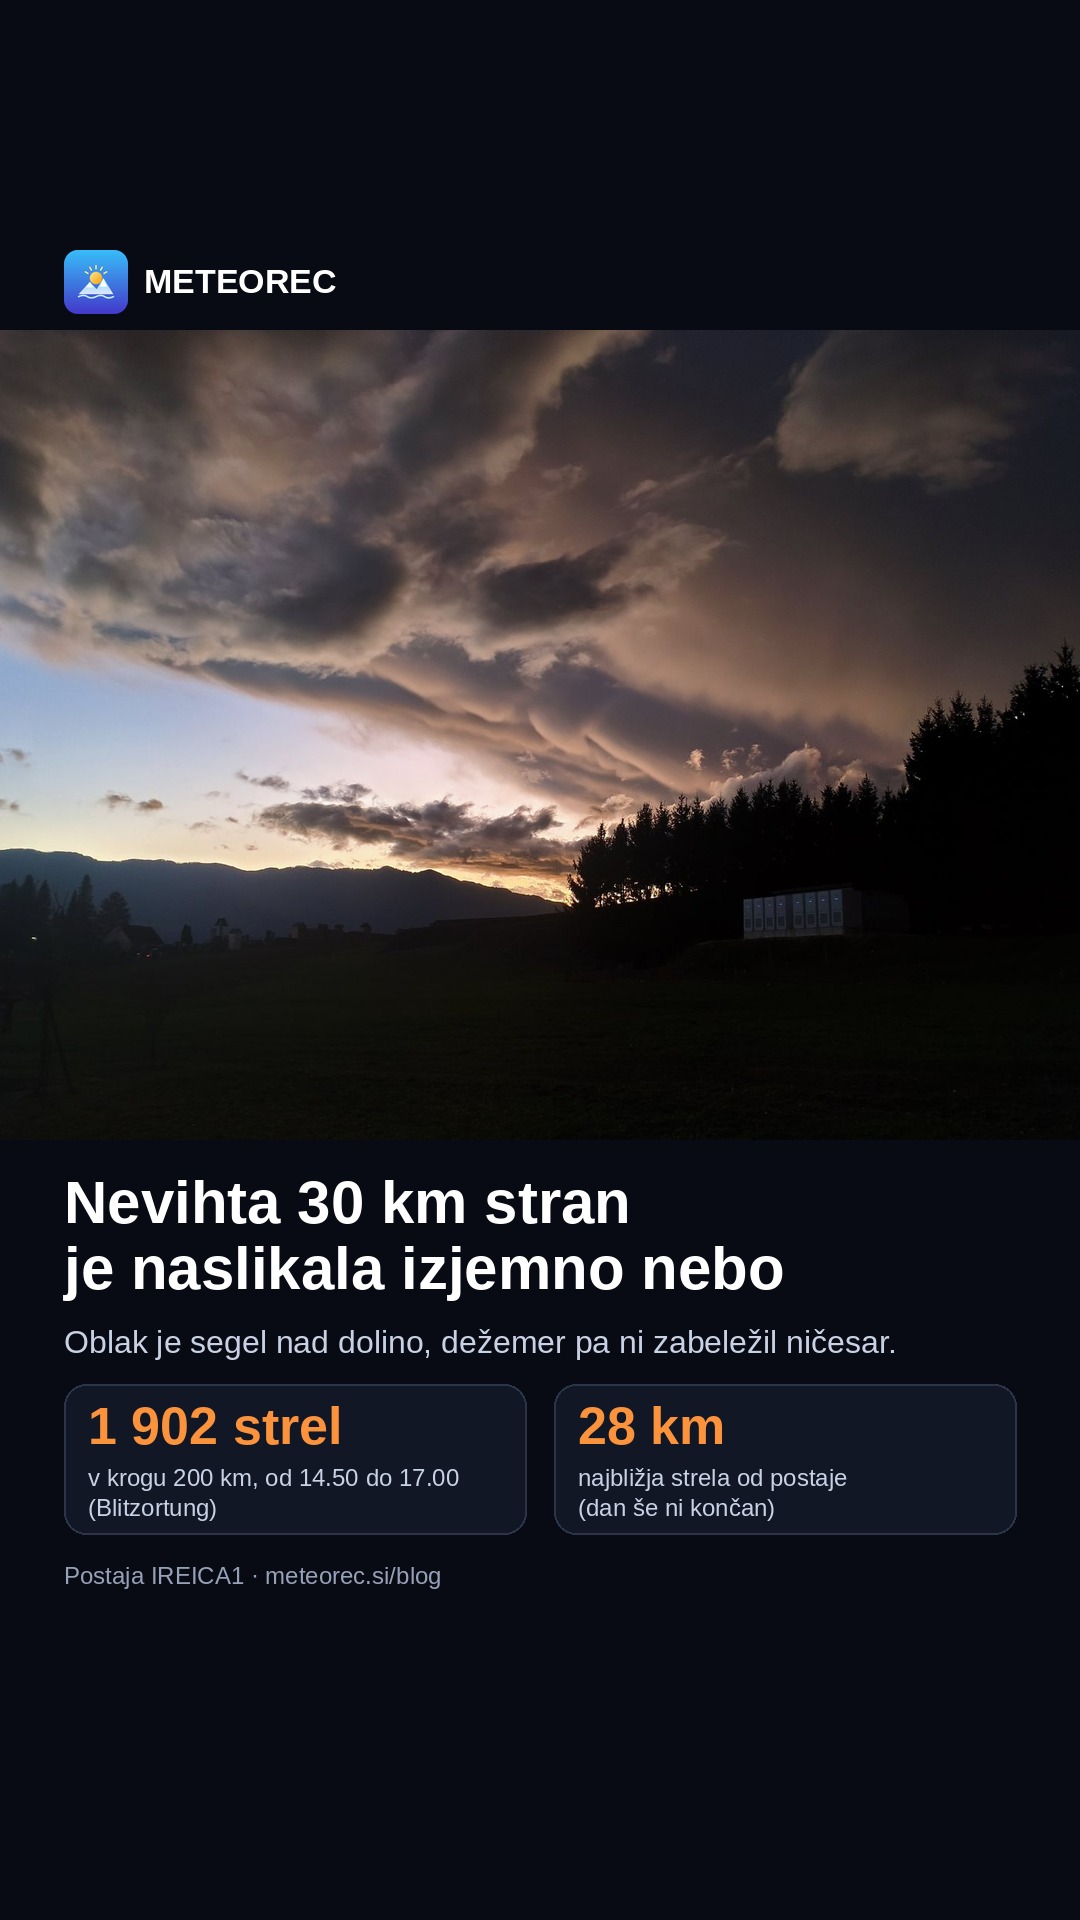 METEOREC
Nevihta 30 km stran
je naslikala izjemno nebo
Oblak je segel nad dolino, dežemer pa ni zabeležil ničesar.
1 902 strel
v krogu 200 km, od 14.50 do 17.00
(Blitzortung)
28 km
najbližja strela od postaje
(dan še ni končan)
Postaja IREICA1 · meteorec.si/blog